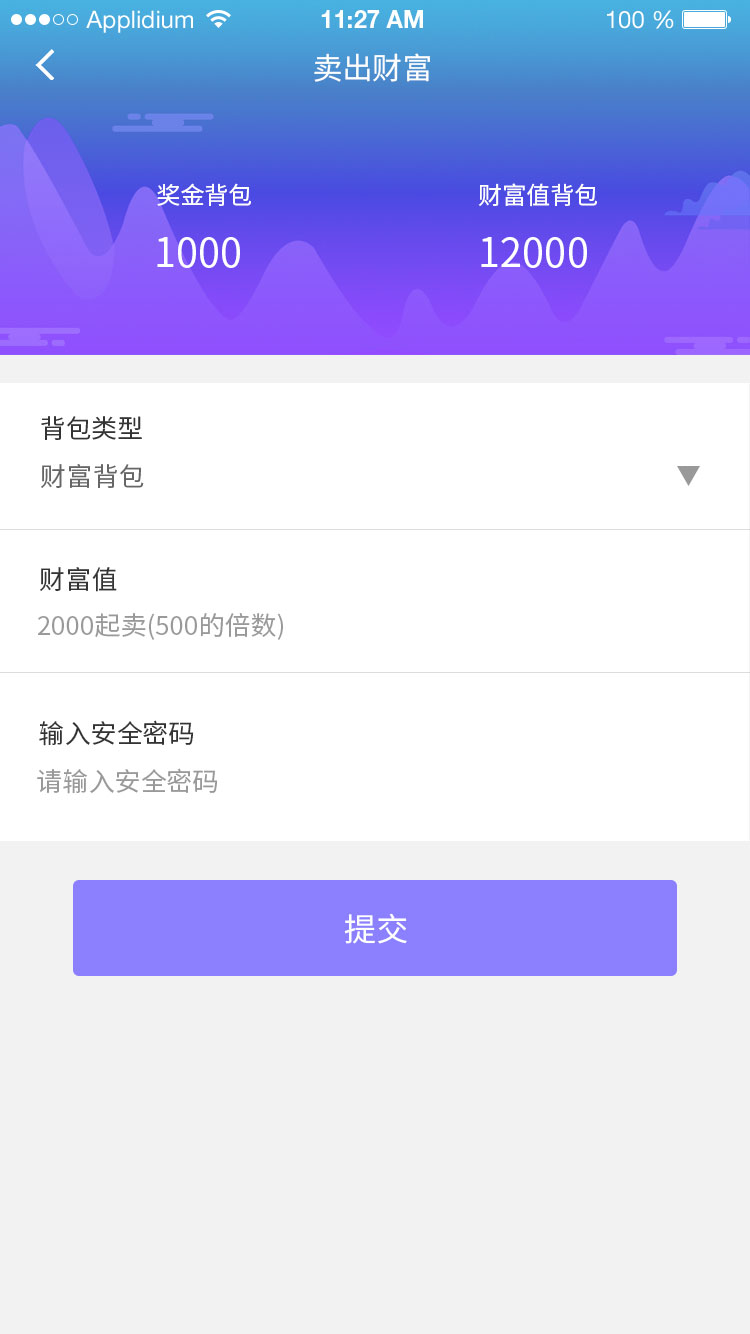 Applidium 11:27 AM 100 %
卖出财富
奖金背包 财富值背包
1000 12000
背包类型
财富背包
财富值
2000起卖(500的倍数)
输入安全密码
请输入安全密码
提交